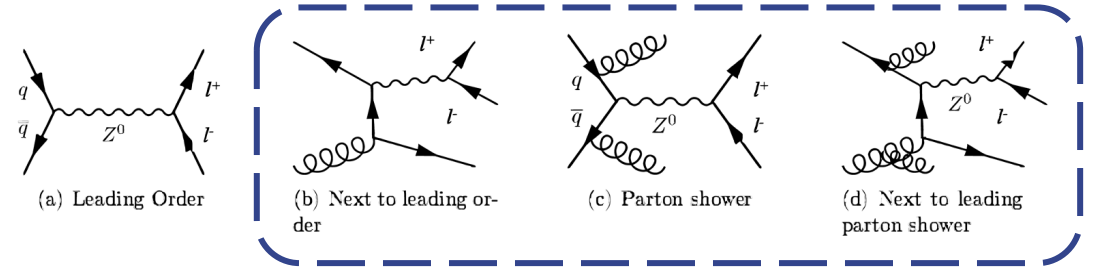 q
q̅
Z⁰
l⁺
l⁻
(a) Leading Order
l⁺
l⁻
(b) Next to leading or-
der
q
q̅
Z⁰
l⁺
l⁻
(c) Parton shower
l⁺
Z⁰
l⁻
(d) Next to leading
parton shower